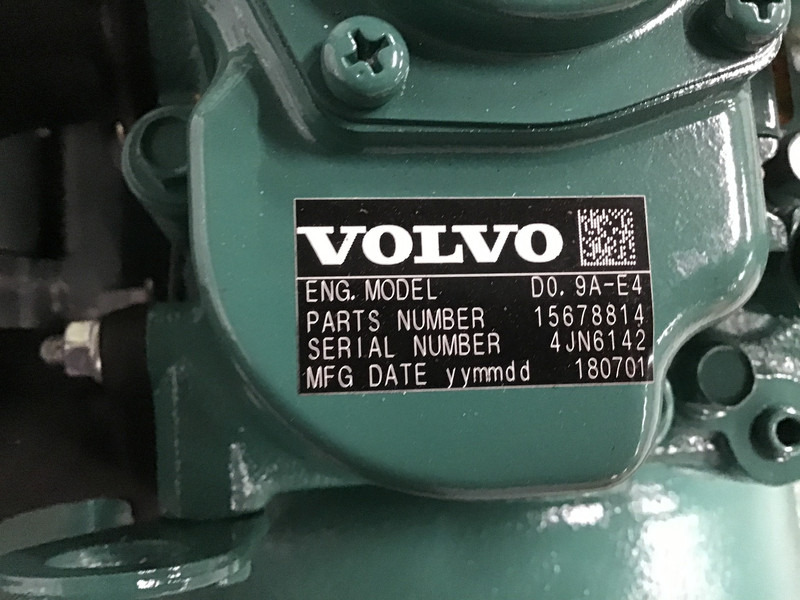 VOLVO
ENG. MODEL D0. 9A-E4
PARTS NUMBER 15678814
SERIAL NUMBER 4JN6142
MFG DATE yymmdd 180701